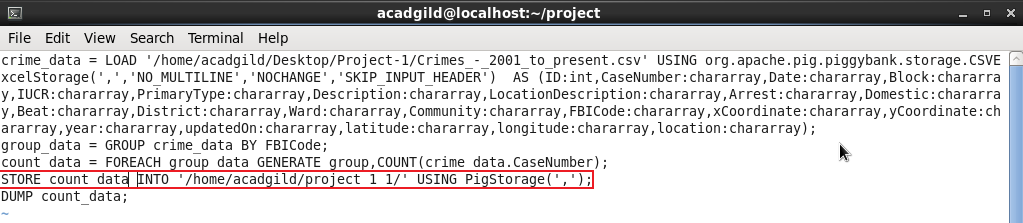 acadgild@localhost:~/project
File Edit View Search Terminal Help
crime_data = LOAD '/home/acadgild/Desktop/Project-1/Crimes_-_2001_to_present.csv' USING org.apache.pig.piggybank.storage.CSVE
xcelStorage(',','NO_MULTILINE','NOCHANGE','SKIP_INPUT_HEADER')  AS (ID:int,CaseNumber:chararray,Date:chararray,Block:chararra
y,IUCR:chararray,PrimaryType:chararray,Description:chararray,LocationDescription:chararray,Arrest:chararray,Domestic:chararra
y,Beat:chararray,District:chararray,Ward:chararray,Community:chararray,FBICode:chararray,xCoordinate:chararray,yCoordinate:ch
ararray,year:chararray,updatedOn:chararray,latitude:chararray,longitude:chararray,location:chararray);
group_data = GROUP crime_data BY FBICode;
count_data = FOREACH group_data GENERATE group,COUNT(crime_data.CaseNumber);
STORE count_data INTO '/home/acadgild/project_1_1/' USING PigStorage(',');
DUMP count_data;
~